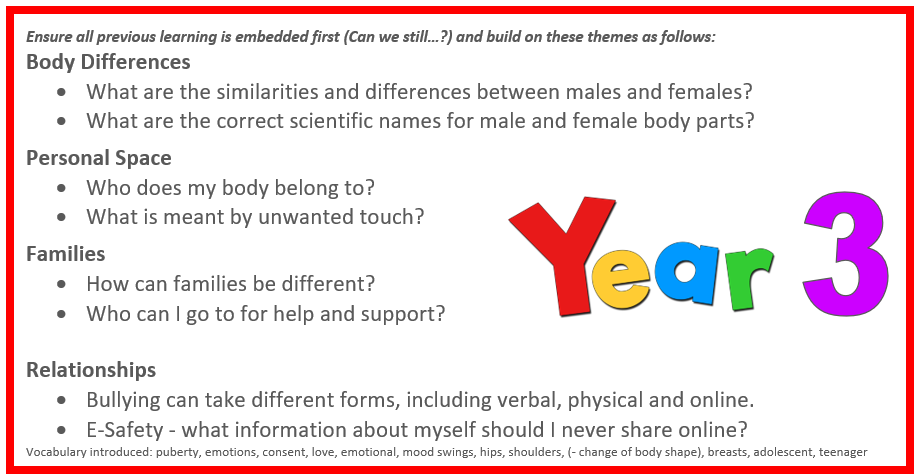 Ensure all previous learning is embedded first (Can we still...?) and build on these themes as follows:
Body Differences
• What are the similarities and differences between males and females?
• What are the correct scientific names for male and female body parts?
Personal Space
• Who does my body belong to?
• What is meant by unwanted touch?
Families
• How can families be different?
• Who can I go to for help and support?
Year 3
Relationships
• Bullying can take different forms, including verbal, physical and online.
• E-Safety - what information about myself should I never share online?
Vocabulary introduced: puberty, emotions, consent, love, emotional, mood swings, hips, shoulders, (- change of body shape), breasts, adolescent, teenager